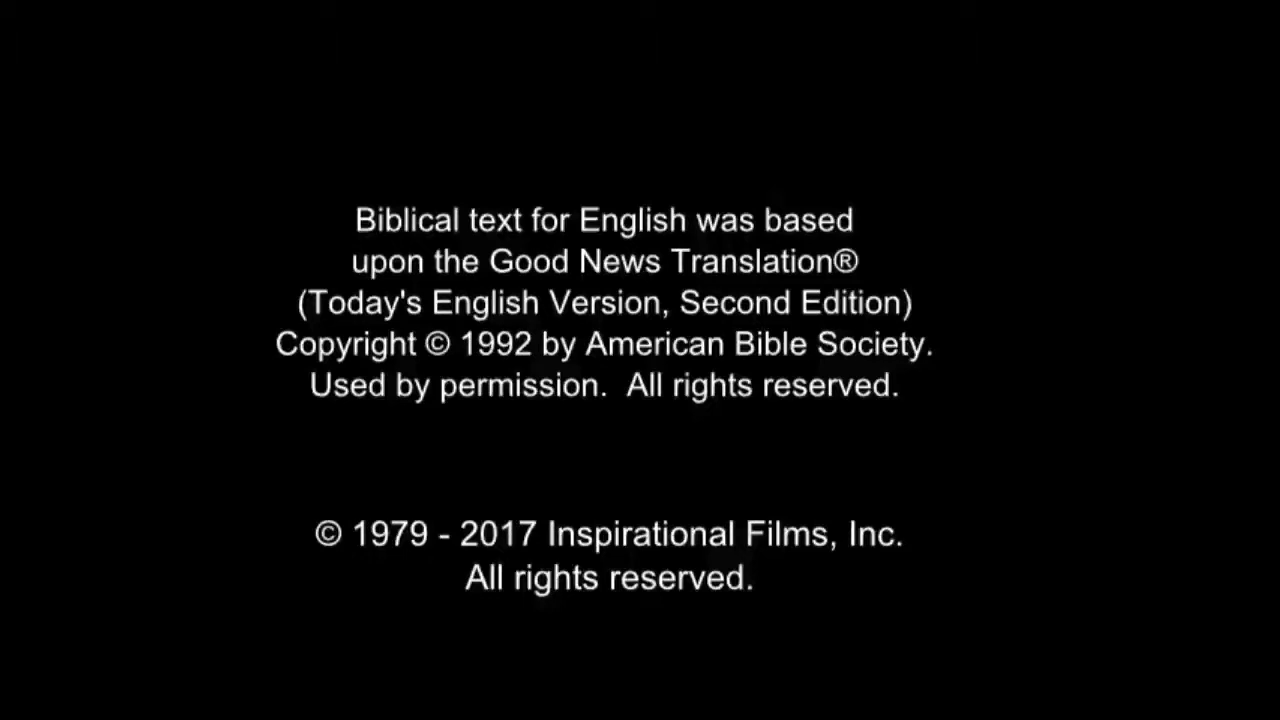 Biblical text for English was based
upon the Good News Translation®
(Today's English Version, Second Edition)
Copyright © 1992 by American Bible Society.
Used by permission.  All rights reserved.
© 1979 - 2017 Inspirational Films, Inc.
All rights reserved.